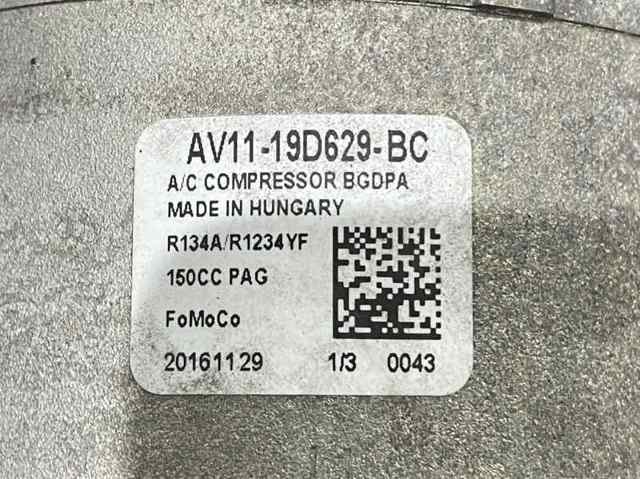 AV11-19D629-BC
A/C COMPRESSOR BGDPA
MADE IN HUNGARY
R134A/R1234YF
150CC PAG
FoMoCo
20161129 1/3 0043